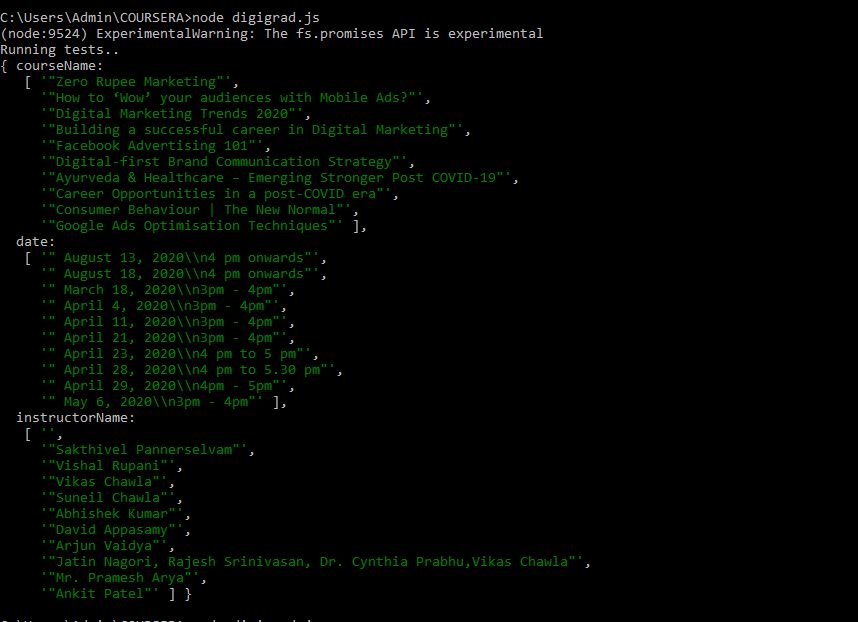 C:\Users\Admin\COURSERA>node digigrad.js
(node:9524) ExperimentalWarning: The fs.promises API is experimental
Running tests..
{ courseName:
[ '"Zero Rupee Marketing"',
'"How to ‘Wow’ your audiences with Mobile Ads?"',
'"Digital Marketing Trends 2020"',
'"Building a successful career in Digital Marketing"',
'"Facebook Advertising 101"',
'"Digital-first Brand Communication Strategy"',
'"Ayurveda & Healthcare – Emerging Stronger Post COVID-19"',
'"Career Opportunities in a post-COVID era"',
'"Consumer Behaviour | The New Normal"',
'"Google Ads Optimisation Techniques"' ],
date:
[ '" August 13, 2020\\n4 pm onwards"',
'" August 18, 2020\\n4 pm onwards"',
'" March 18, 2020\\n3pm - 4pm"',
'" April 4, 2020\\n3pm - 4pm"',
'" April 11, 2020\\n3pm - 4pm"',
'" April 21, 2020\\n3pm - 4pm"',
'" April 23, 2020\\n4 pm to 5 pm"',
'" April 28, 2020\\n4 pm to 5.30 pm"',
'" April 29, 2020\\n4pm - 5pm"',
'" May 6, 2020\\n3pm - 4pm"' ],
instructorName:
[ '',
'"Sakthivel Pannerselvam"',
'"Vishal Rupani"',
'"Vikas Chawla"',
'"Suneil Chawla"',
'"Abhishek Kumar"',
'"David Appasamy"',
'"Arjun Vaidya"',
'"Jatin Nagori, Rajesh Srinivasan, Dr. Cynthia Prabhu,Vikas Chawla"',
'"Mr. Pramesh Arya"',
'"Ankit Patel"' ] }